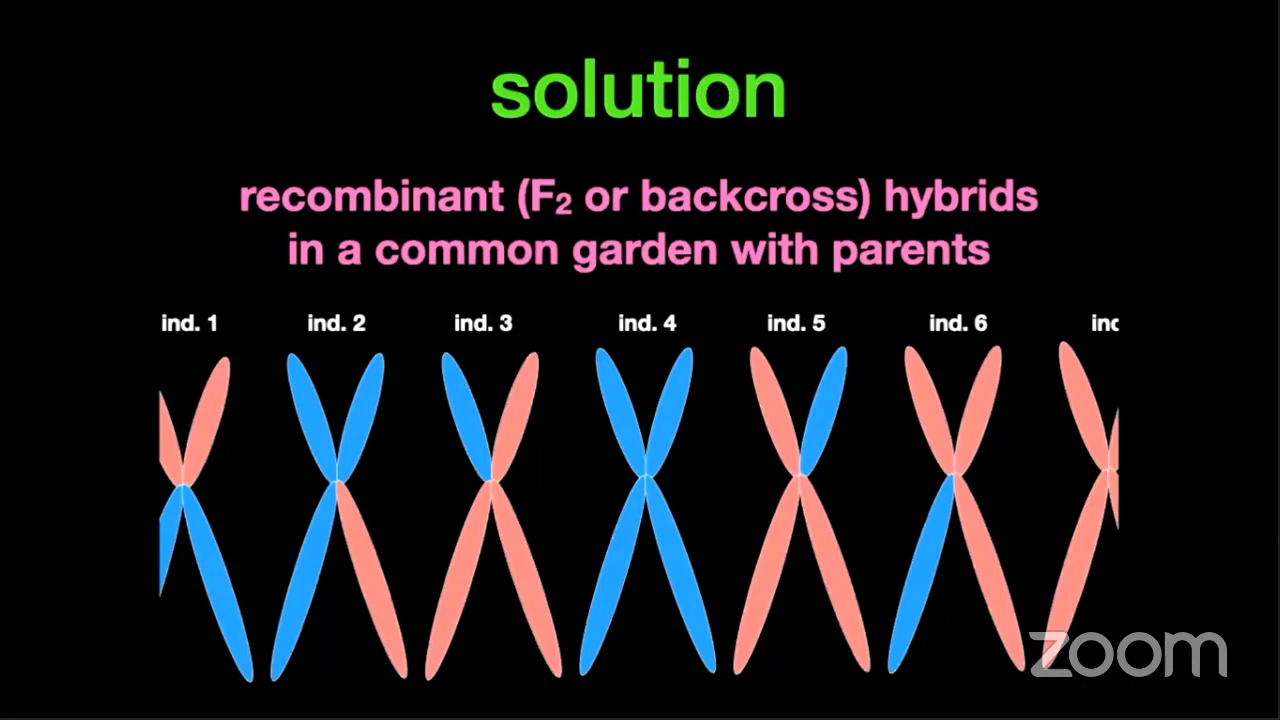 solution
recombinant (F₂ or backcross) hybrids
in a common garden with parents
ind. 1 ind. 2 ind. 3 ind. 4 ind. 5 ind. 6
zoom